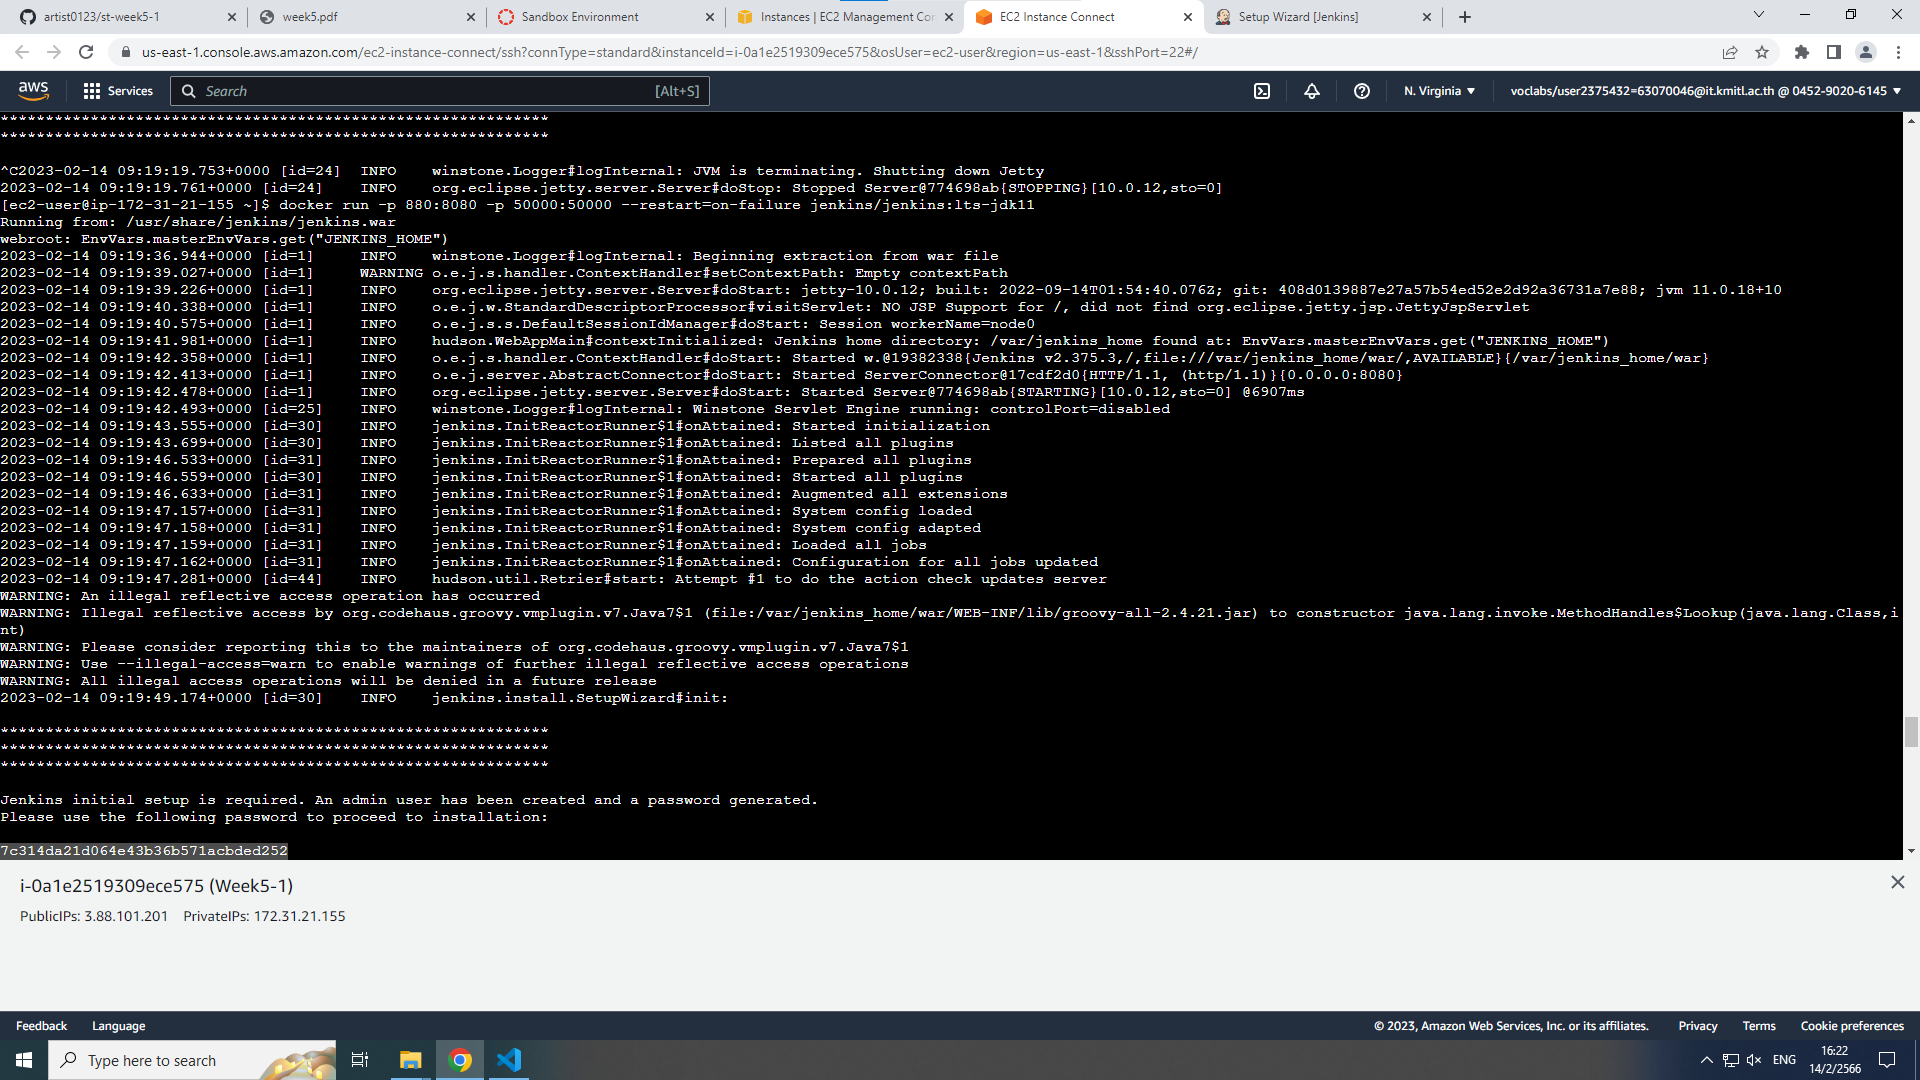 artist0123/st-week5-1
week5.pdf
Sandbox Environment
Instances | EC2 Management Cor
EC2 Instance Connect
Setup Wizard [Jenkins]
us-east-1.console.aws.amazon.com/ec2-instance-connect/ssh?connType=standard&instanceId=i-0a1e2519309ece575&osUser=ec2-user&region=us-east-1&sshPort=22#/
aws
Services
Search
[Alt+S]
N. Virginia
voclabs/user2375432=63070046@it.kmitl.ac.th @ 0452-9020-6145
*************************************************************
*************************************************************
^C2023-02-14 09:19:19.753+0000 [id=24] INFO winstone.Logger#logInternal: JVM is terminating. Shutting down Jetty
2023-02-14 09:19:19.761+0000 [id=24] INFO org.eclipse.jetty.server.Server#doStop: Stopped Server@774698ab{STOPPING}[10.0.12,sto=0]
[ec2-user@ip-172-31-21-155 ~]$ docker run -p 880:8080 -p 50000:50000 --restart=on-failure jenkins/jenkins:lts-jdk11
Running from: /usr/share/jenkins/jenkins.war
webroot: EnvVars.masterEnvVars.get("JENKINS_HOME")
2023-02-14 09:19:36.944+0000 [id=1] INFO winstone.Logger#logInternal: Beginning extraction from war file
2023-02-14 09:19:39.027+0000 [id=1] WARNING o.e.j.s.handler.ContextHandler#setContextPath: Empty contextPath
2023-02-14 09:19:39.226+0000 [id=1] INFO org.eclipse.jetty.server.Server#doStart: jetty-10.0.12; built: 2022-09-14T01:54:40.076Z; git: 408d0139887e27a57b54ed52e2d92a36731a7e88; jvm 11.0.18+10
2023-02-14 09:19:40.338+0000 [id=1] INFO o.e.j.w.StandardDescriptorProcessor#visitServlet: NO JSP Support for /, did not find org.eclipse.jetty.jsp.JettyJspServlet
2023-02-14 09:19:40.575+0000 [id=1] INFO o.e.j.s.s.DefaultSessionIdManager#doStart: Session workerName=node0
2023-02-14 09:19:41.981+0000 [id=1] INFO hudson.WebAppMain#contextInitialized: Jenkins home directory: /var/jenkins_home found at: EnvVars.masterEnvVars.get("JENKINS_HOME")
2023-02-14 09:19:42.358+0000 [id=1] INFO o.e.j.s.handler.ContextHandler#doStart: Started w.@19382338{Jenkins v2.375.3,/,file:///var/jenkins_home/war/,AVAILABLE}{/var/jenkins_home/war}
2023-02-14 09:19:42.413+0000 [id=1] INFO o.e.j.server.AbstractConnector#doStart: Started ServerConnector@17cdf2d0{HTTP/1.1, (http/1.1)}{0.0.0.0:8080}
2023-02-14 09:19:42.478+0000 [id=1] INFO org.eclipse.jetty.server.Server#doStart: Started Server@774698ab{STARTING}[10.0.12,sto=0] @6907ms
2023-02-14 09:19:42.493+0000 [id=25] INFO winstone.Logger#logInternal: Winstone Servlet Engine running: controlPort=disabled
2023-02-14 09:19:43.555+0000 [id=30] INFO jenkins.InitReactorRunner$1#onAttained: Started initialization
2023-02-14 09:19:43.699+0000 [id=30] INFO jenkins.InitReactorRunner$1#onAttained: Listed all plugins
2023-02-14 09:19:46.533+0000 [id=31] INFO jenkins.InitReactorRunner$1#onAttained: Prepared all plugins
2023-02-14 09:19:46.559+0000 [id=30] INFO jenkins.InitReactorRunner$1#onAttained: Started all plugins
2023-02-14 09:19:46.633+0000 [id=31] INFO jenkins.InitReactorRunner$1#onAttained: Augmented all extensions
2023-02-14 09:19:47.157+0000 [id=31] INFO jenkins.InitReactorRunner$1#onAttained: System config loaded
2023-02-14 09:19:47.158+0000 [id=31] INFO jenkins.InitReactorRunner$1#onAttained: System config adapted
2023-02-14 09:19:47.159+0000 [id=31] INFO jenkins.InitReactorRunner$1#onAttained: Loaded all jobs
2023-02-14 09:19:47.162+0000 [id=31] INFO jenkins.InitReactorRunner$1#onAttained: Configuration for all jobs updated
2023-02-14 09:19:47.281+0000 [id=44] INFO hudson.util.Retrier#start: Attempt #1 to do the action check updates server
WARNING: An illegal reflective access operation has occurred
WARNING: Illegal reflective access by org.codehaus.groovy.vmplugin.v7.Java7$1 (file:/var/jenkins_home/war/WEB-INF/lib/groovy-all-2.4.21.jar) to constructor java.lang.invoke.MethodHandles$Lookup(java.lang.Class,i
nt)
WARNING: Please consider reporting this to the maintainers of org.codehaus.groovy.vmplugin.v7.Java7$1
WARNING: Use --illegal-access=warn to enable warnings of further illegal reflective access operations
WARNING: All illegal access operations will be denied in a future release
2023-02-14 09:19:49.174+0000 [id=30] INFO jenkins.install.SetupWizard#init:
*************************************************************
*************************************************************
*************************************************************
Jenkins initial setup is required. An admin user has been created and a password generated.
Please use the following password to proceed to installation:
7c314da21d064e43b36b571acbded252
i-0a1e2519309ece575 (Week5-1)
PublicIPs: 3.88.101.201 PrivateIPs: 172.31.21.155
Feedback
Language
© 2023, Amazon Web Services, Inc. or its affiliates.
Privacy
Terms
Cookie preferences
Type here to search
ENG
16:22
14/2/2566